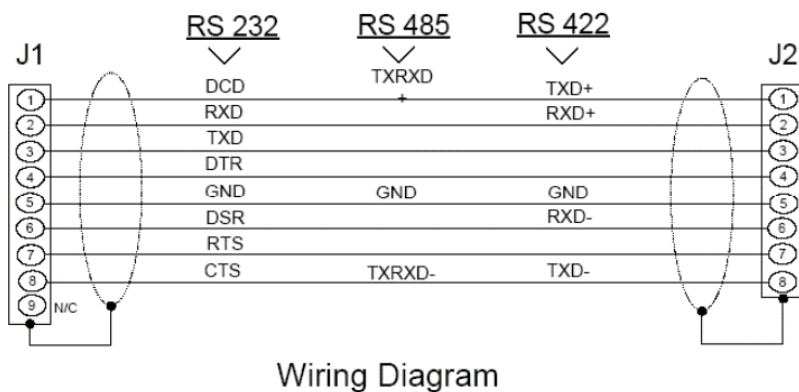 RS 232 RS 485 RS 422
J1 J2
DCD TXRXD
+ TXD+
1 1
RXD RXD+
2 2
TXD
3 3
DTR
4 4
GND GND GND
5 5
DSR RXD-
6 6
RTS
7 7
CTS TXRXD- TXD-
8 8
9 N/C
Wiring Diagram